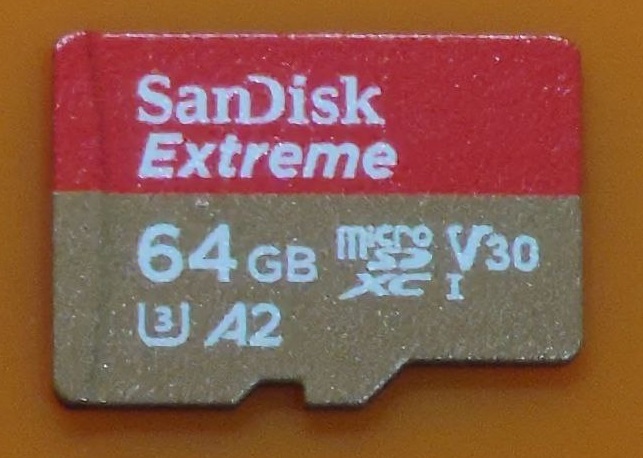 SanDisk
Extreme
64 GB micro SD XC I V30
U3 A2